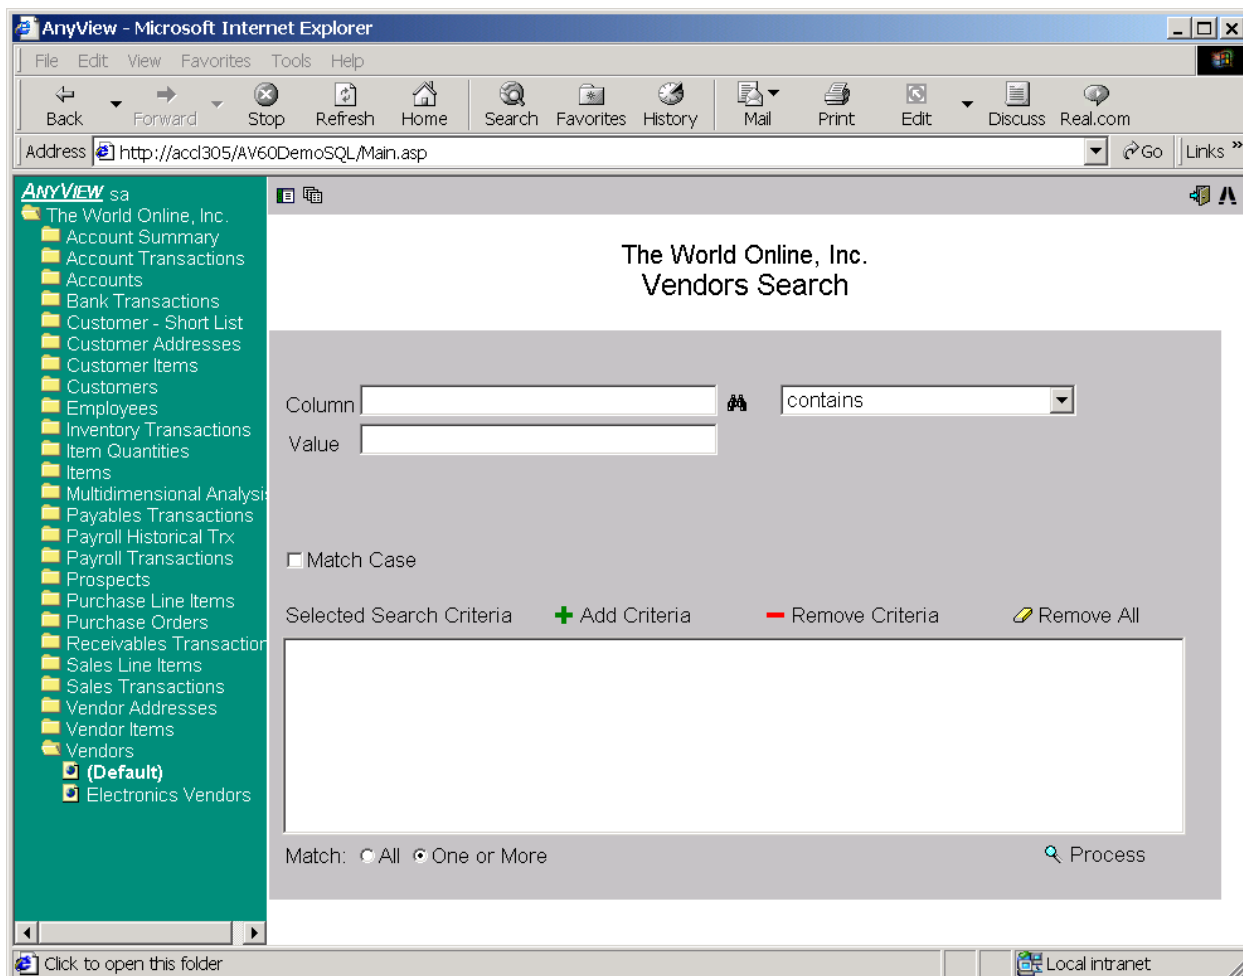 AnyView - Microsoft Internet Explorer
File Edit View Favorites Tools Help
Back Forward Stop Refresh Home Search Favorites History Mail Print Edit Discuss Real.com
Address http://accl305/AV60DemoSQL/Main.asp Go Links »
ANYVIEW sa
The World Online, Inc.
Account Summary
Account Transactions
Accounts
Bank Transactions
Customer - Short List
Customer Addresses
Customer Items
Customers
Employees
Inventory Transactions
Item Quantities
Items
Multidimensional Analysi
Payables Transactions
Payroll Historical Trx
Payroll Transactions
Prospects
Purchase Line Items
Purchase Orders
Receivables Transaction
Sales Line Items
Sales Transactions
Vendor Addresses
Vendor Items
Vendors
(Default)
Electronics Vendors
The World Online, Inc.
Vendors Search
Column contains
Value
Match Case
Selected Search Criteria Add Criteria Remove Criteria Remove All
Match: All One or More Process
Click to open this folder Local intranet